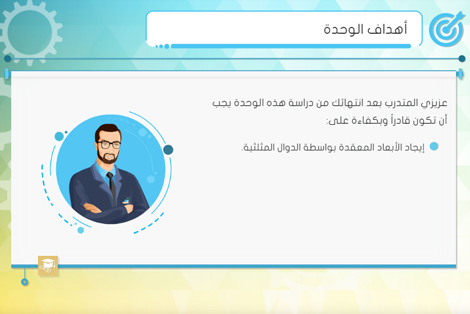 أهداف الوحدة
عزيزي المتدرب بعد انتهائك من دراسة هذه الوحدة يجب
أن تكون قادراً وبكفاءة على:
إيجاد الأبعاد المعقدة بواسطة الدوال المثلثية.